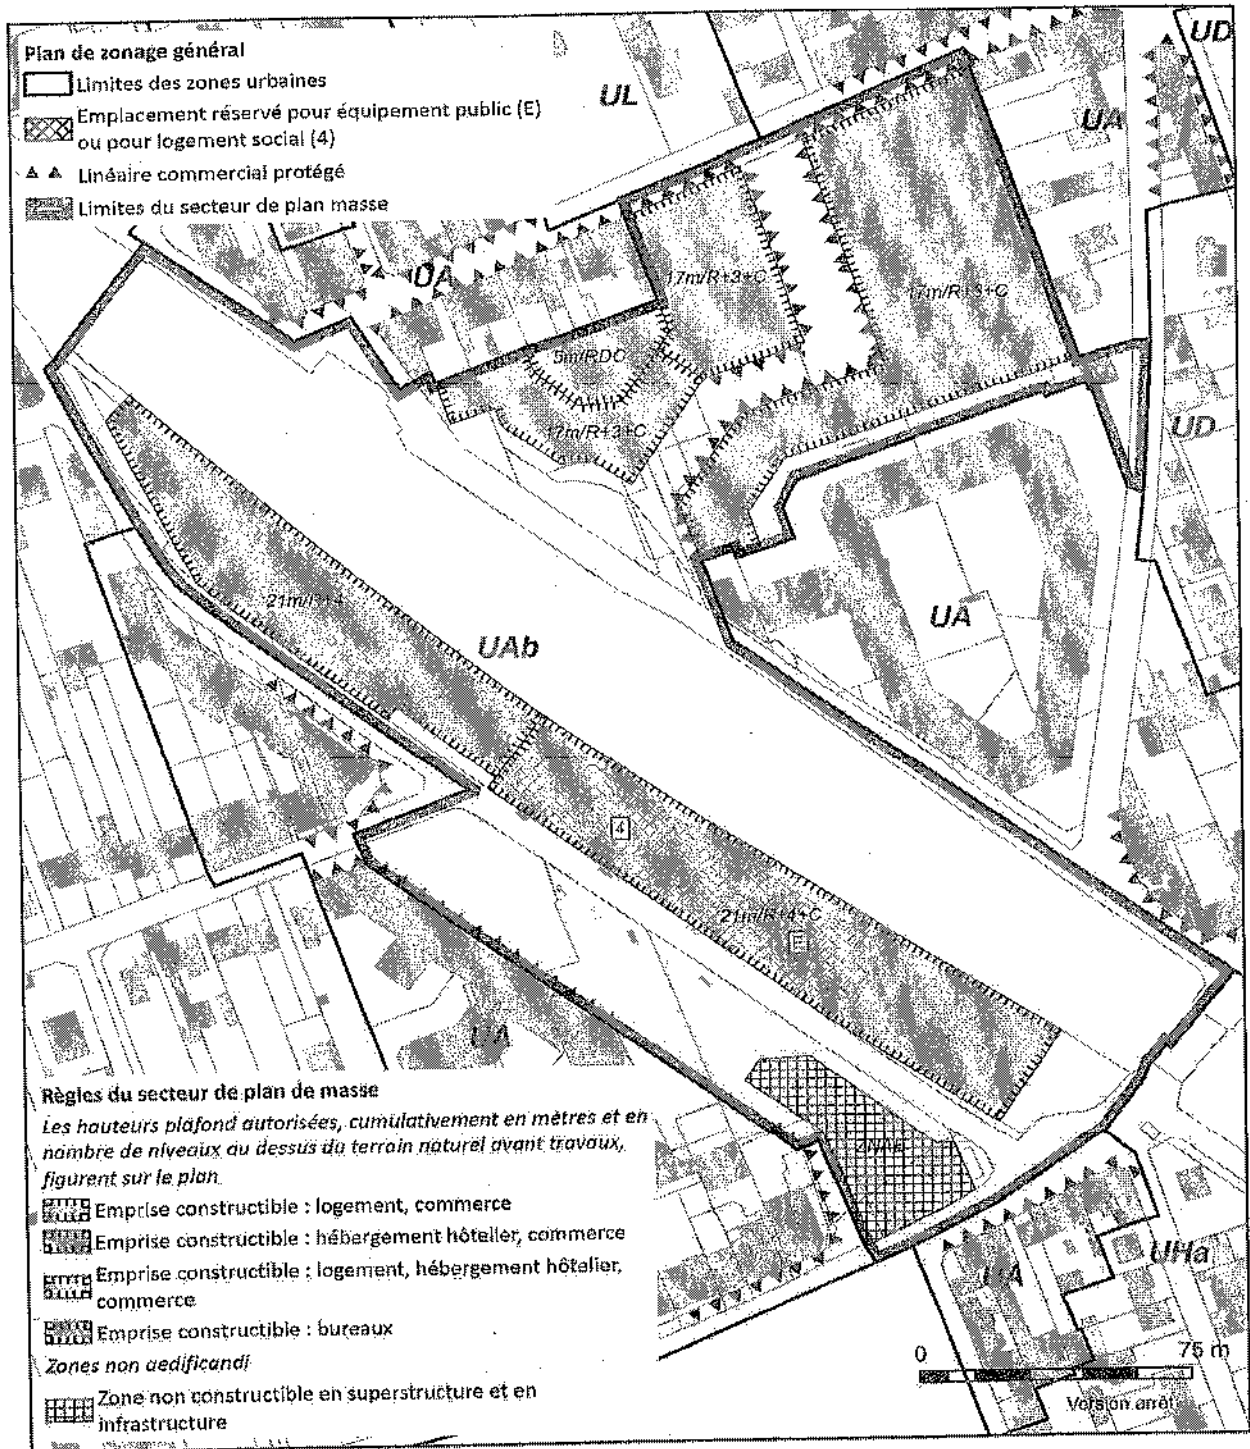 Plan de zonage général
Limites des zones urbaines
Emplacement réservé pour équipement public (E)
ou pour logement social (4)
Linéaire commercial protégé
Limites du secteur de plan masse
UL
UD
UA
UA
17m/R+3+C
17m/R+3+C
5m/RDC
17m/R+3+C
UD
21m/R+4
UAb
UA
4
21m/R+4+C
E
UA
Règles du secteur de plan de masse
Les hauteurs plafond autorisées, cumulativement en mètres et en
nombre de niveaux au dessus du terrain naturel avant travaux,
figurent sur le plan.
Emprise constructible : logement, commerce
Emprise constructible : hébergement hôtelier, commerce
Emprise constructible : logement, hébergement hôtelier,
commerce
Emprise constructible : bureaux
Zones non aedificandi
Zone non constructible en superstructure et en
infrastructure
UA
UHa
0 75 m
Version arrêt